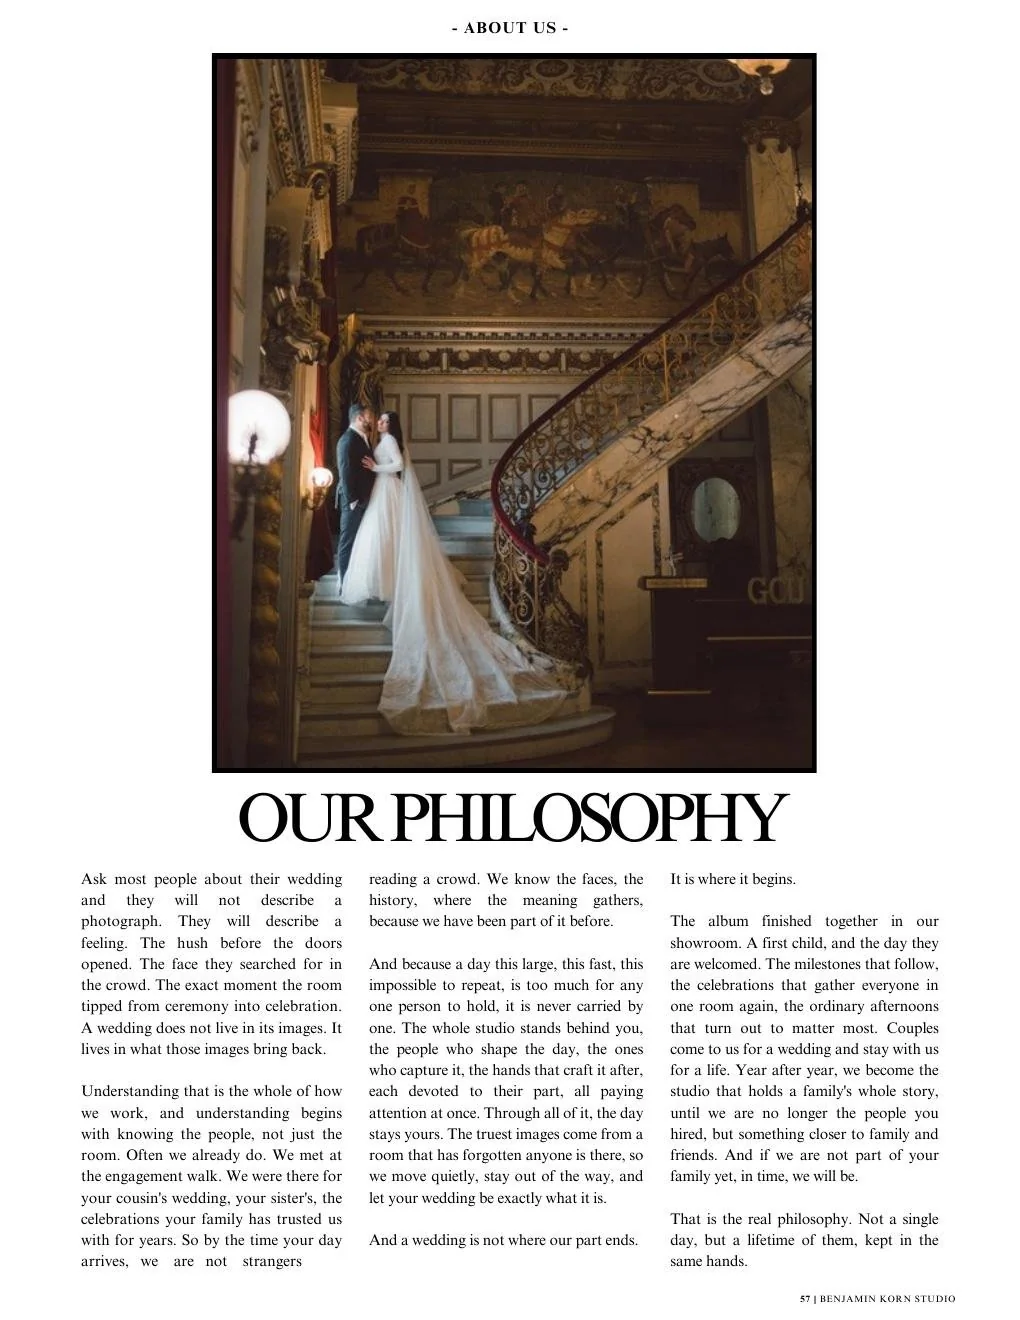 - ABOUT US -
GCU
OUR PHILOSOPHY
Ask most people about their wedding
and they will not describe a
photograph. They will describe a
feeling. The hush before the doors
opened. The face they searched for in
the crowd. The exact moment the room
tipped from ceremony into celebration.
A wedding does not live in its images. It
lives in what those images bring back.
Understanding that is the whole of how
we work, and understanding begins
with knowing the people, not just the
room. Often we already do. We met at
the engagement walk. We were there for
your cousin's wedding, your sister's, the
celebrations your family has trusted us
with for years. So by the time your day
arrives, we are not strangers
reading a crowd. We know the faces, the
history, where the meaning gathers,
because we have been part of it before.
And because a day this large, this fast, this
impossible to repeat, is too much for any
one person to hold, it is never carried by
one. The whole studio stands behind you,
the people who shape the day, the ones
who capture it, the hands that craft it after,
each devoted to their part, all paying
attention at once. Through all of it, the day
stays yours. The truest images come from a
room that has forgotten anyone is there, so
we move quietly, stay out of the way, and
let your wedding be exactly what it is.
And a wedding is not where our part ends.
It is where it begins.
The album finished together in our
showroom. A first child, and the day they
are welcomed. The milestones that follow,
the celebrations that gather everyone in
one room again, the ordinary afternoons
that turn out to matter most. Couples
come to us for a wedding and stay with us
for a life. Year after year, we become the
studio that holds a family's whole story,
until we are no longer the people you
hired, but something closer to family and
friends. And if we are not part of your
family yet, in time, we will be.
That is the real philosophy. Not a single
day, but a lifetime of them, kept in the
same hands.
57 | BENJAMIN KORN STUDIO